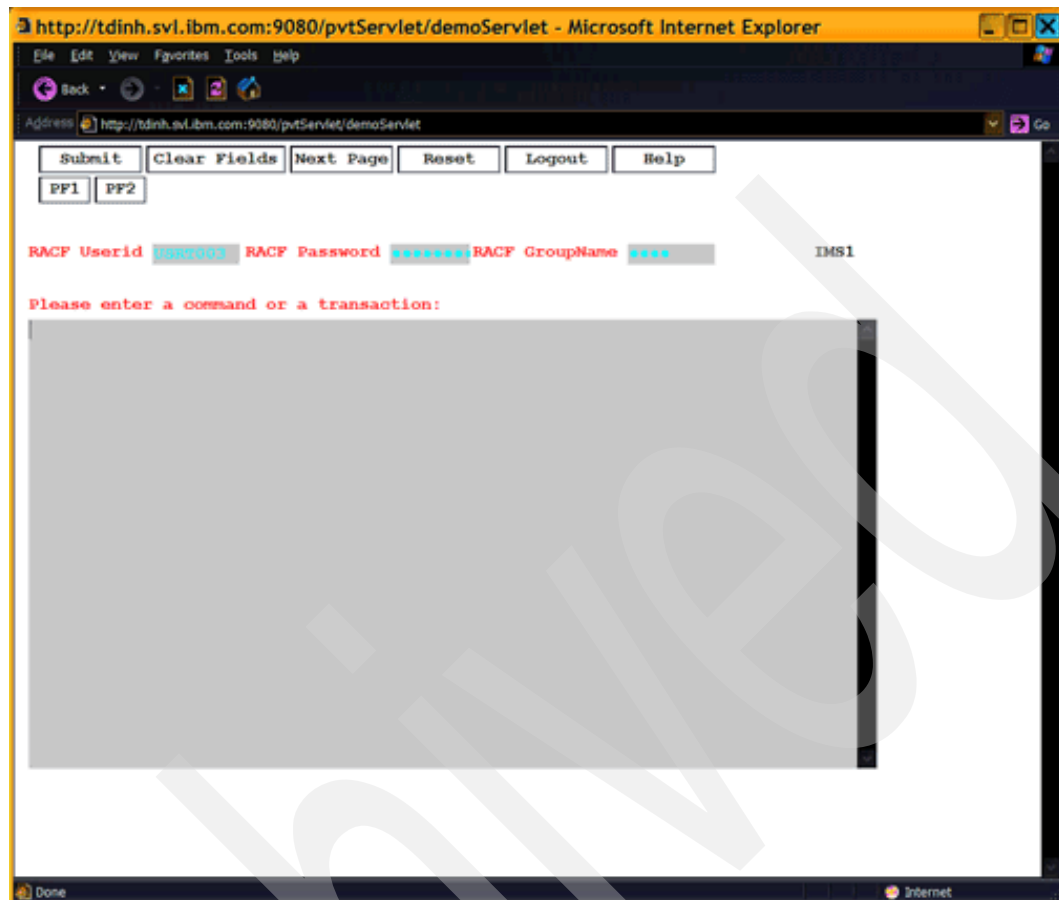 http://tdinh.svl.ibm.com:9080/pvtServlet/demoServlet - Microsoft Internet Explorer
File Edit View Favorites Tools Help
Back
Address http://tdinh.svl.ibm.com:9080/pvtServlet/demoServlet Go
Submit Clear Fields Next Page Reset Logout Help
PF1 PF2
RACF Userid USRT003 RACF Password ******** RACF GroupName **** IMS1
Please enter a command or a transaction:
Done Internet